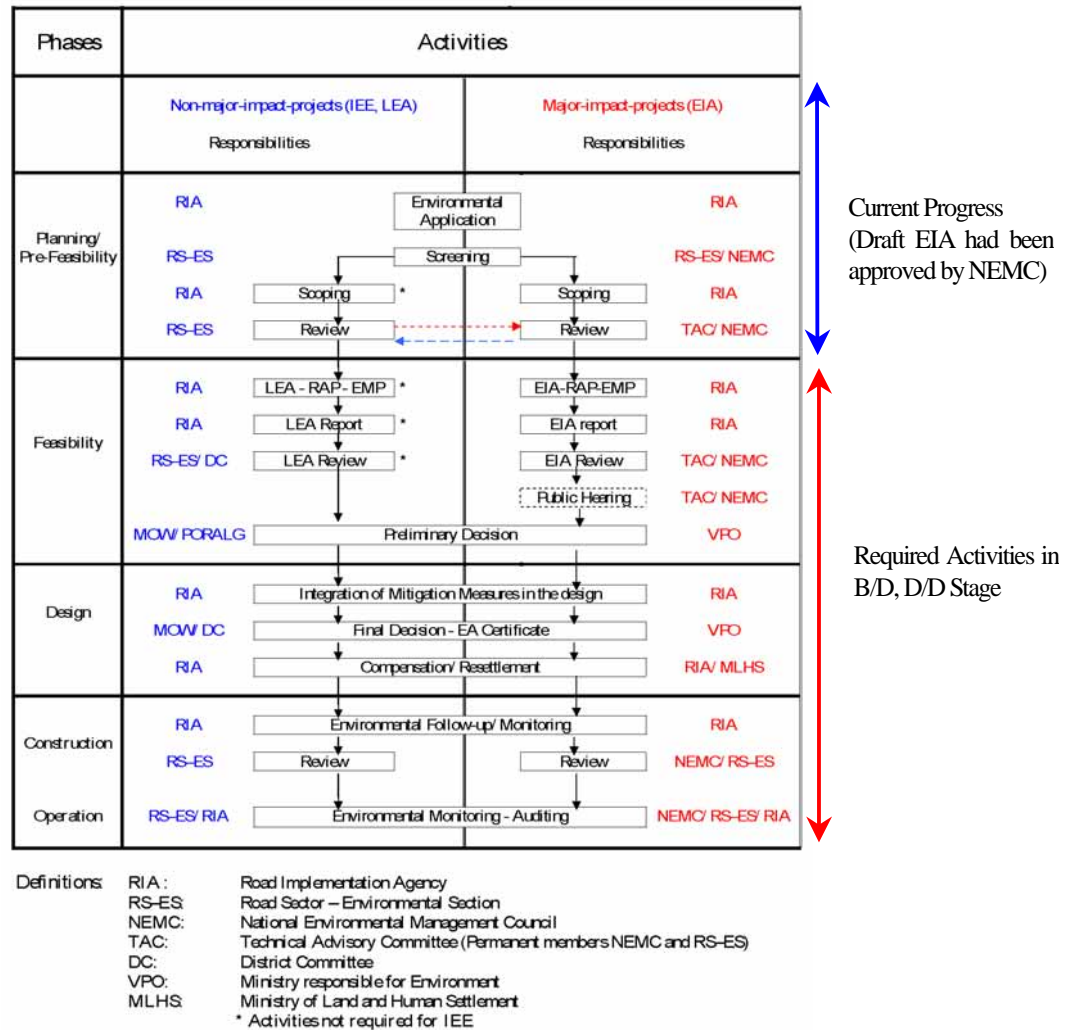 Phases Activities
Non-major-impact-projects (IEE, LEA) Major-impact-projects (EIA)
Responsibilities Responsibilities
Planning/
Pre-Feasibility
RIA Environmental RIA
Application
RS-ES Screening RS-ES/ NEMC
RIA Scoping * Scoping RIA
RS-ES Review Review TAC/ NEMC
Current Progress
(Draft EIA had been
approved by NEMC)
Feasibility
RIA LEA - RAP - EMP * EIA-RAP-EMP RIA
RIA LEA Report * EIA report RIA
RS-ES/ DC LEA Review * EIA Review TAC/ NEMC
Public Hearing TAC/ NEMC
MOW/ PORALG Preliminary Decision VPO
Required Activities in
B/D, D/D Stage
Design
RIA Integration of Mitigation Measures in the design RIA
MOW/ DC Final Decision - EA Certificate VPO
RIA Compensation/ Resettlement RIA/ MLHS
Construction
RIA Environmental Follow-up/ Monitoring RIA
RS-ES Review Review NEMC/ RS-ES
Operation RS-ES/ RIA Environmental Monitoring - Auditing NEMC/ RS-ES/ RIA
Definitions: RIA : Road Implementation Agency
RS-ES: Road Sector – Environmental Section
NEMC: National Environmental Management Council
TAC: Technical Advisory Committee (Permanent members NEMC and RS-ES)
DC: District Committee
VPO: Ministry responsible for Environment
MLHS: Ministry of Land and Human Settlement
* Activities not required for IEE